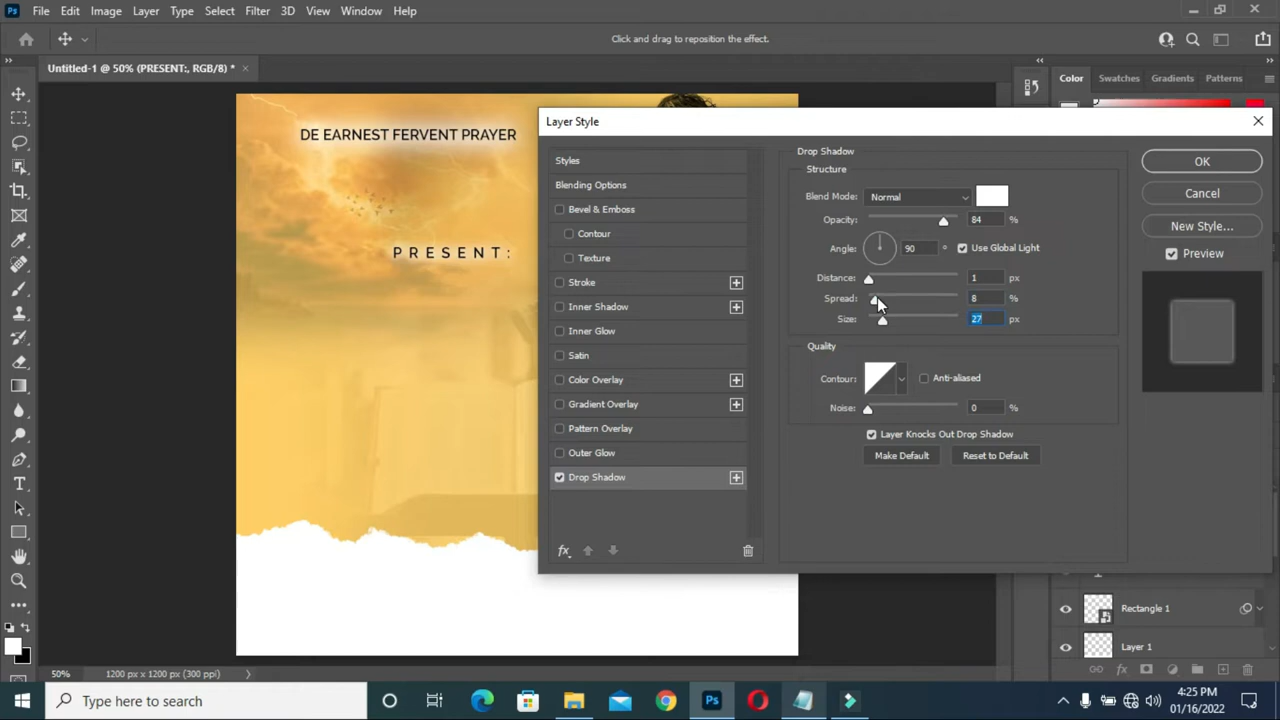 Ps File Edit Image Layer Type Select Filter 3D View Window Help
Click and drag to reposition the effect.
Untitled-1 @ 50% (PRESENT:, RGB/8) *
Color Swatches Gradients Patterns
DE EARNEST FERVENT PRAYER
PRESENT:
Layer Style
Styles
Blending Options
Bevel & Emboss
Contour
Texture
Stroke
Inner Shadow
Inner Glow
Satin
Color Overlay
Gradient Overlay
Pattern Overlay
Outer Glow
Drop Shadow
fx
Drop Shadow
Structure
Blend Mode: Normal
Opacity: 84 %
Angle: 90 ° Use Global Light
Distance: 1 px
Spread: 8 %
Size: 27 px
Quality
Contour: Anti-aliased
Noise: 0 %
Layer Knocks Out Drop Shadow
Make Default Reset to Default
OK
Cancel
New Style...
Preview
Rectangle 1
Layer 1
50% 1200 px x 1200 px (300 ppi)
Type here to search
Ps
4:25 PM
01/16/2022